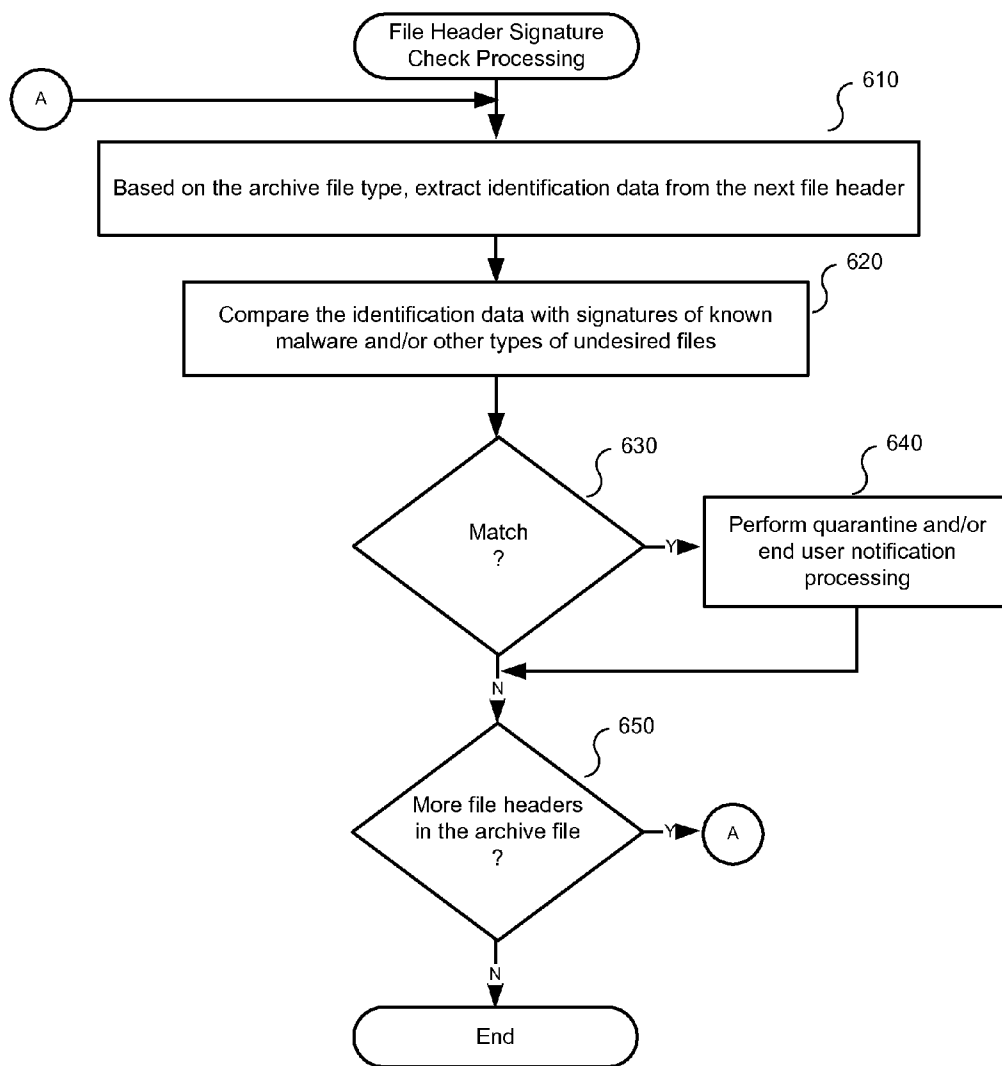 File Header Signature
Check Processing
A
610
Based on the archive file type, extract identification data from the next file header
620
Compare the identification data with signatures of known
malware and/or other types of undesired files
630
Match
?
Y
640
Perform quarantine and/or
end user notification
processing
N
650
More file headers
in the archive file
?
Y
A
N
End